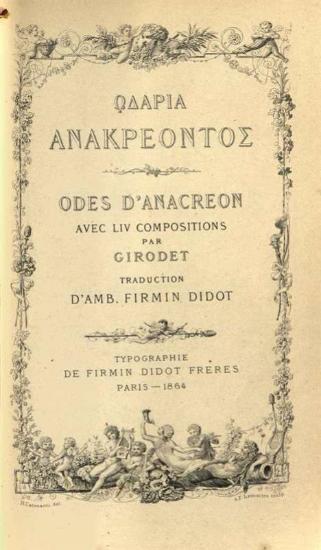 ΩΔΑΡΙΑ
ΑΝΑΚΡΕΟΝΤΟΣ
ODES D'ANACREON
AVEC LIV COMPOSITIONS
PAR
GIRODET
TRADUCTION
D'AMB. FIRMIN DIDOT
TYPOGRAPHIE
DE FIRMIN DIDOT FRÈRES
PARIS — 1864